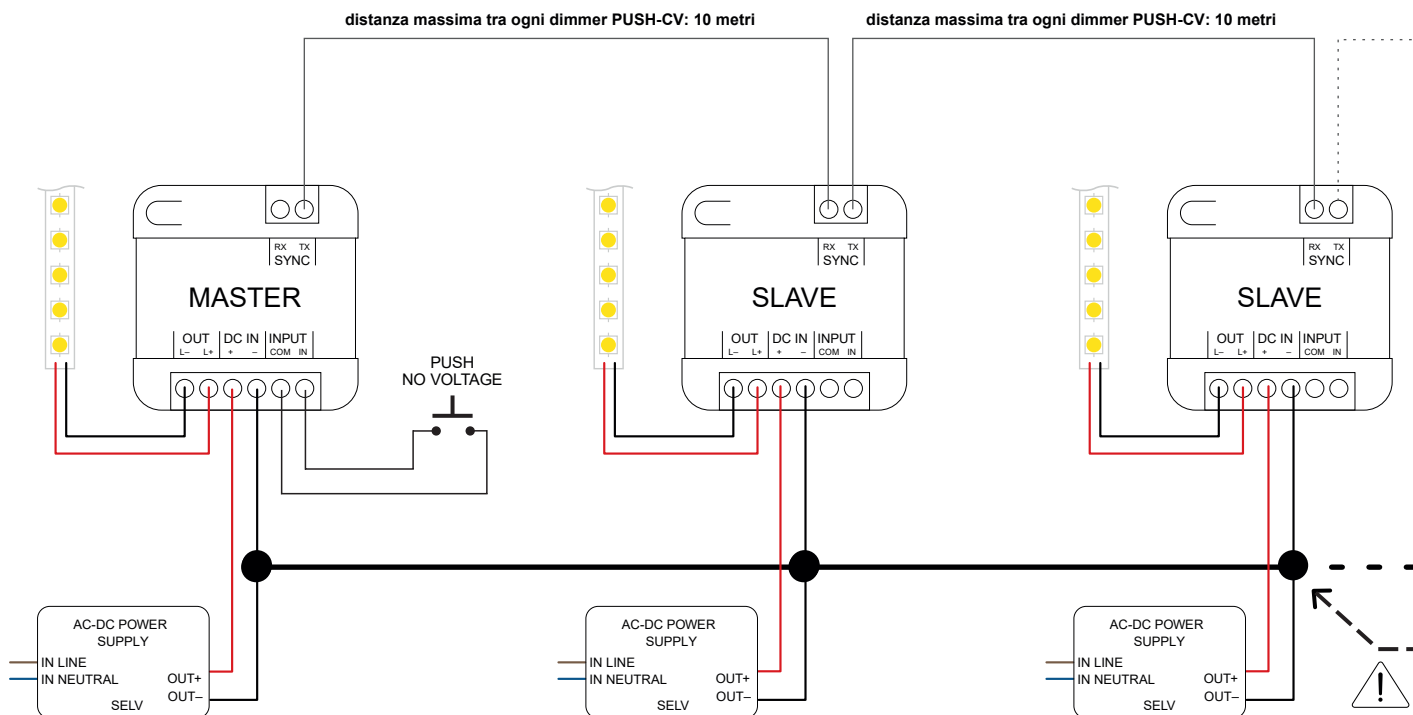 distanza massima tra ogni dimmer PUSH-CV: 10 metri
distanza massima tra ogni dimmer PUSH-CV: 10 metri
RX TX
SYNC
MASTER
OUT DC IN INPUT
L– L+ + – COM IN
PUSH
NO VOLTAGE
RX TX
SYNC
SLAVE
OUT DC IN INPUT
L– L+ + – COM IN
RX TX
SYNC
SLAVE
OUT DC IN INPUT
L– L+ + – COM IN
AC-DC POWER
SUPPLY
IN LINE
IN NEUTRAL
OUT+
OUT–
SELV
AC-DC POWER
SUPPLY
IN LINE
IN NEUTRAL
OUT+
OUT–
SELV
AC-DC POWER
SUPPLY
IN LINE
IN NEUTRAL
OUT+
OUT–
SELV
!